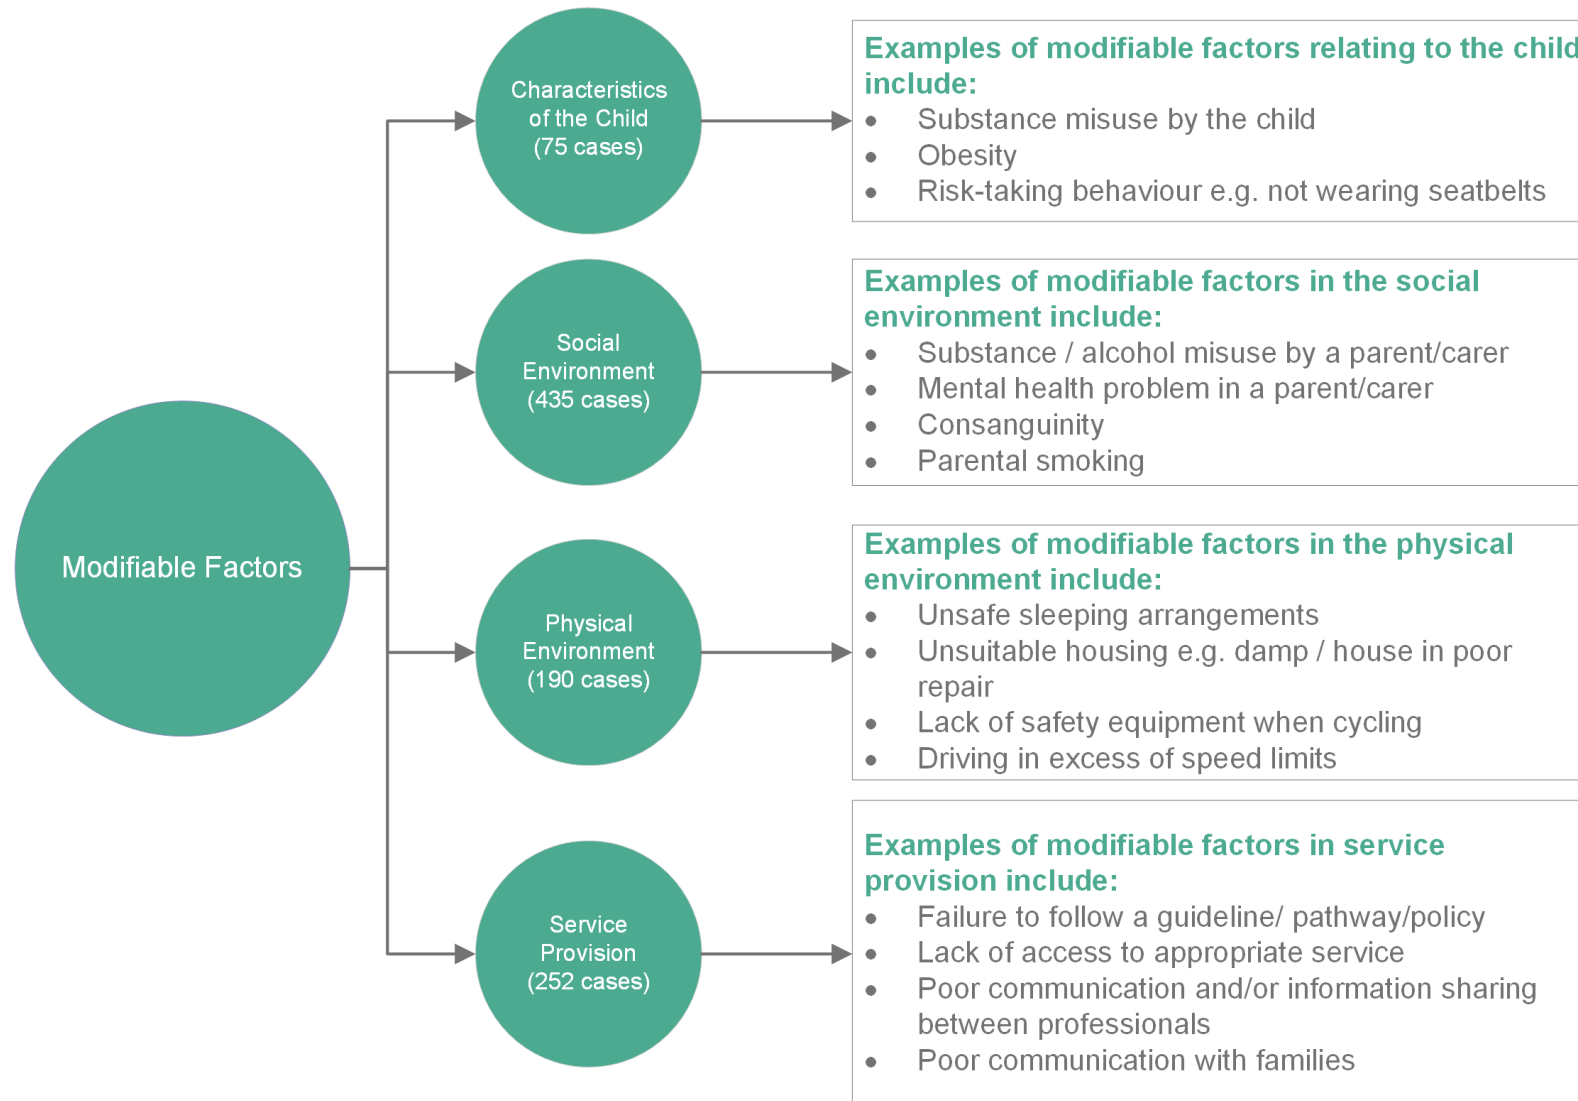 Modifiable Factors
Characteristics
of the Child
(75 cases)
Examples of modifiable factors relating to the child
include:
• Substance misuse by the child
• Obesity
• Risk-taking behaviour e.g. not wearing seatbelts
Social
Environment
(435 cases)
Examples of modifiable factors in the social
environment include:
• Substance / alcohol misuse by a parent/carer
• Mental health problem in a parent/carer
• Consanguinity
• Parental smoking
Physical
Environment
(190 cases)
Examples of modifiable factors in the physical
environment include:
• Unsafe sleeping arrangements
• Unsuitable housing e.g. damp / house in poor
repair
• Lack of safety equipment when cycling
• Driving in excess of speed limits
Service
Provision
(252 cases)
Examples of modifiable factors in service
provision include:
• Failure to follow a guideline/ pathway/policy
• Lack of access to appropriate service
• Poor communication and/or information sharing
between professionals
• Poor communication with families